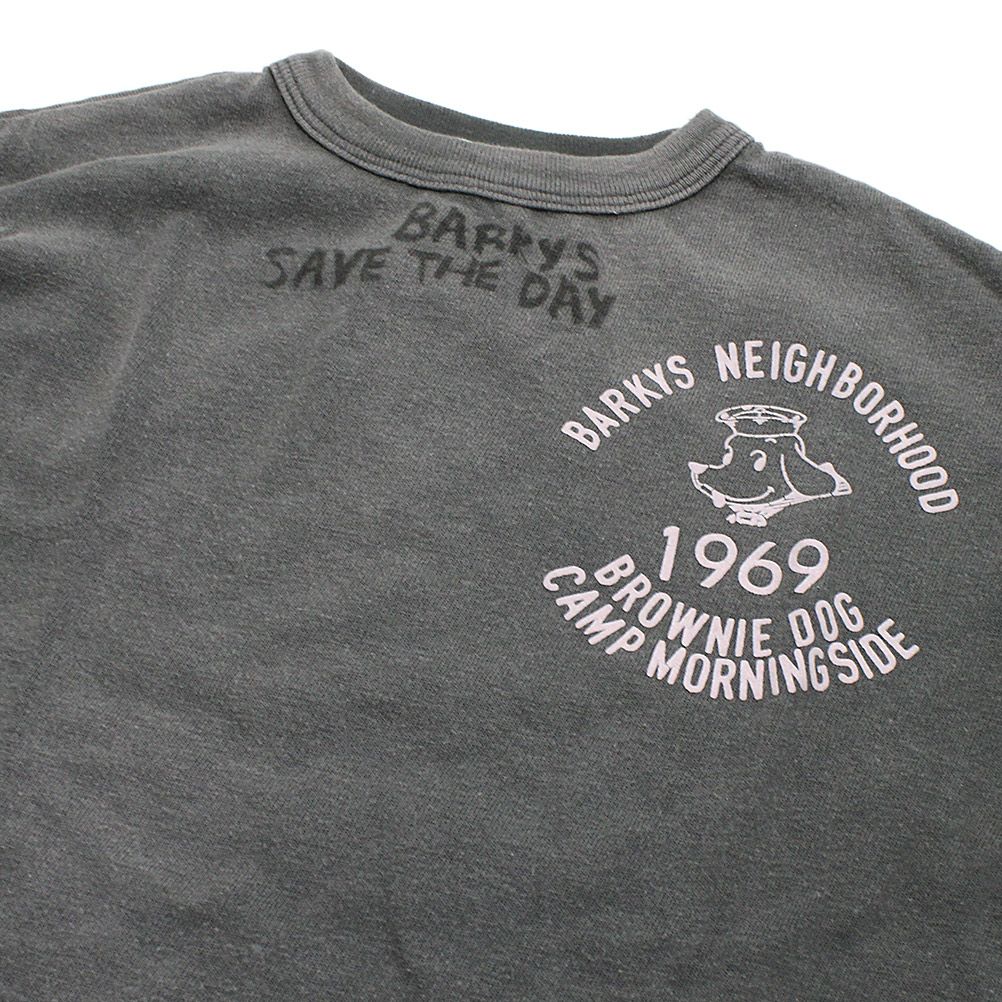 BARKYS
SAVE THE DAY
BARKYS NEIGHBORHOOD
1969
BROWNIE DOG
CAMP MORNINGSIDE